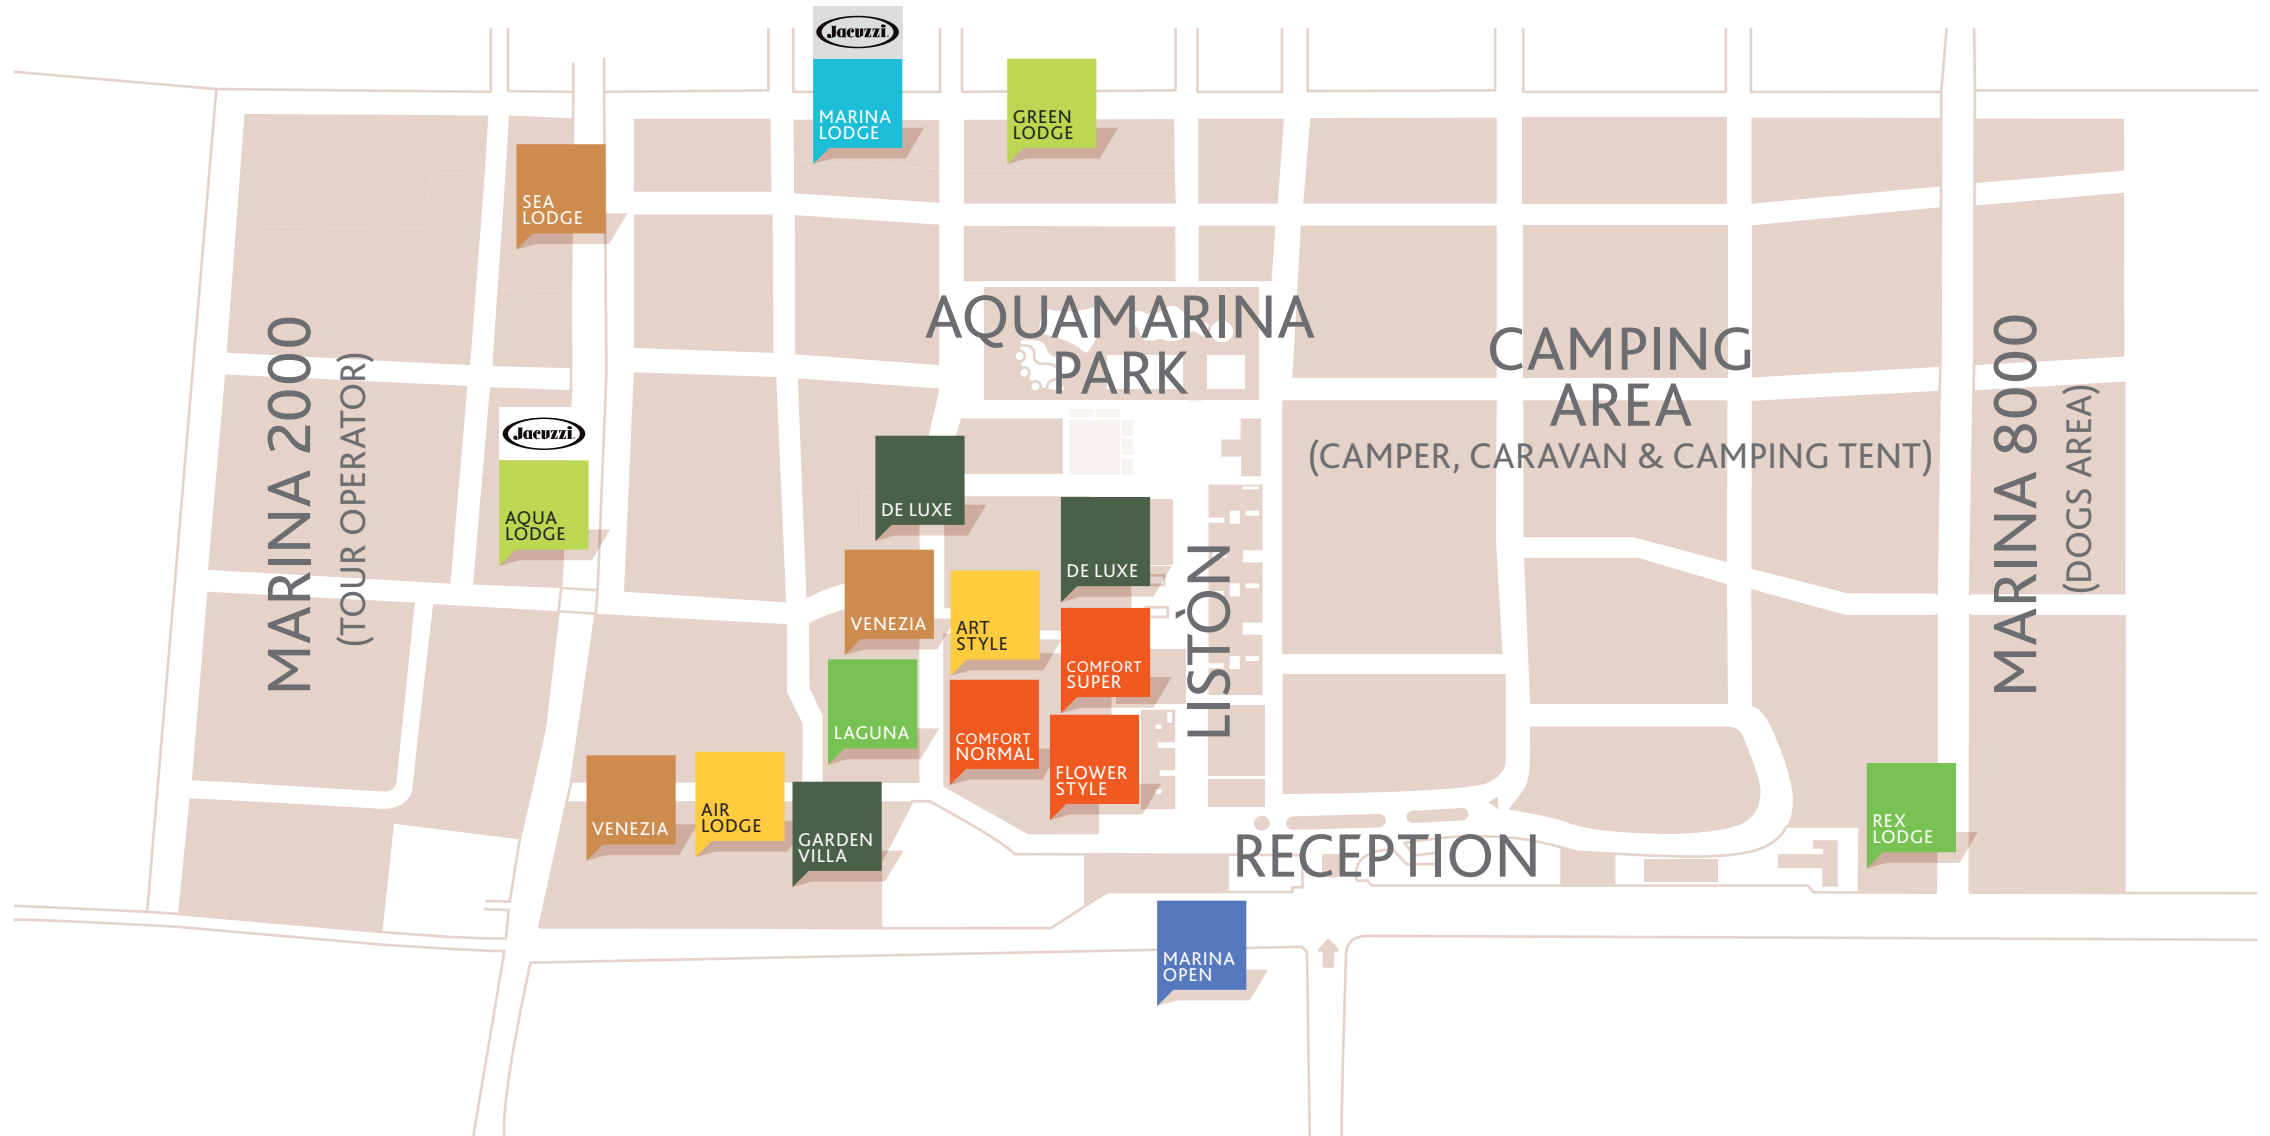 Jacuzzi
MARINA
LODGE
GREEN
LODGE
SEA
LODGE
AQUAMARINA
PARK
CAMPING
AREA
(CAMPER, CARAVAN & CAMPING TENT)
MARINA 2000
(TOUR OPERATOR)
MARINA 8000
(DOGS AREA)
Jacuzzi
AQUA
LODGE
DE LUXE
DE LUXE
VENEZIA
ART
STYLE
LISTÒN
COMFORT
SUPER
LAGUNA
COMFORT
NORMAL
FLOWER
STYLE
VENEZIA
AIR
LODGE
GARDEN
VILLA
REX
LODGE
RECEPTION
MARINA
OPEN